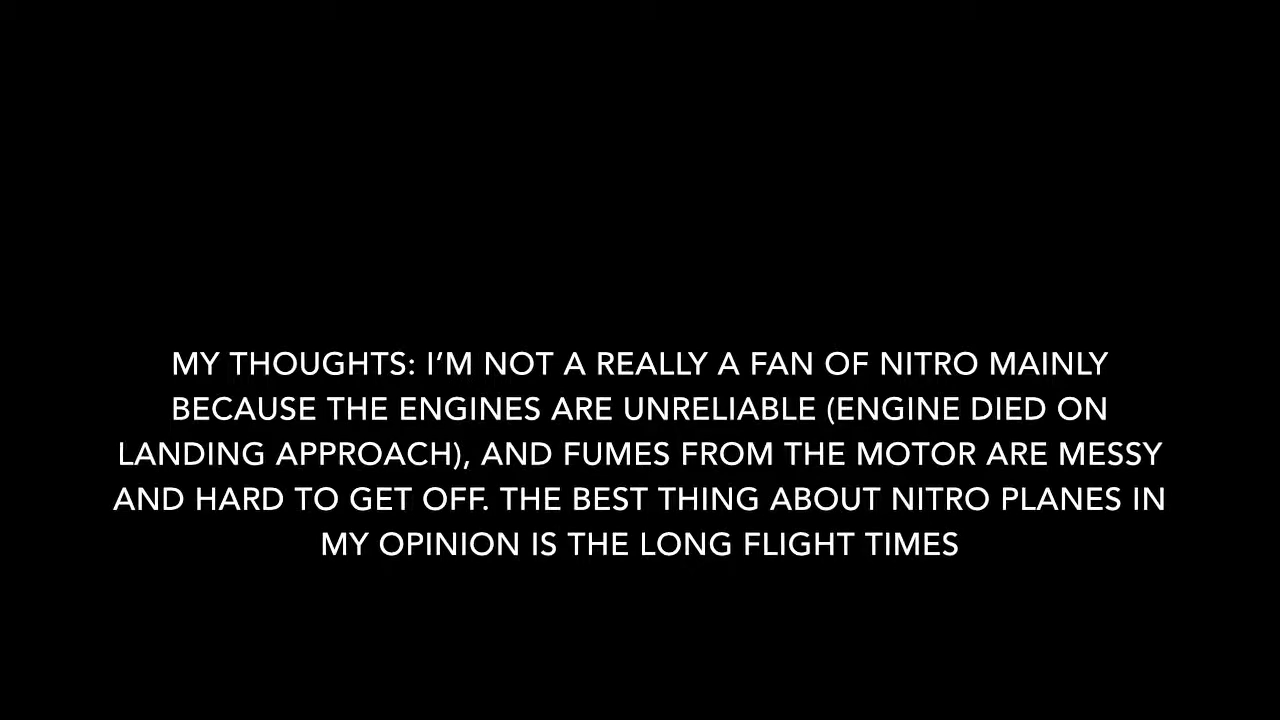 MY THOUGHTS: I’M NOT A REALLY A FAN OF NITRO MAINLY
BECAUSE THE ENGINES ARE UNRELIABLE (ENGINE DIED ON
LANDING APPROACH), AND FUMES FROM THE MOTOR ARE MESSY
AND HARD TO GET OFF. THE BEST THING ABOUT NITRO PLANES IN
MY OPINION IS THE LONG FLIGHT TIMES